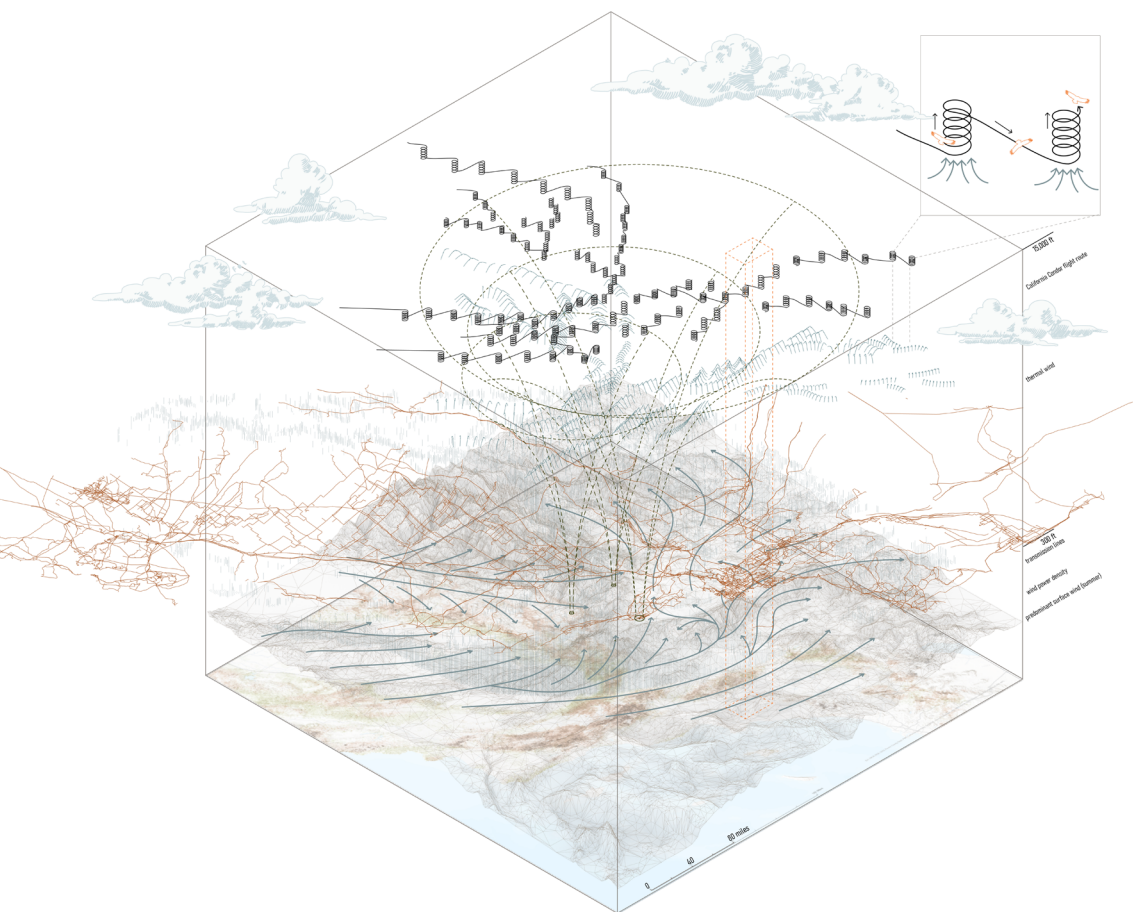 15,000 ft
California Condor flight route
thermal wind
300 ft
transmission lines
wind power density
predominant surface wind (summer)
0
40
80 miles